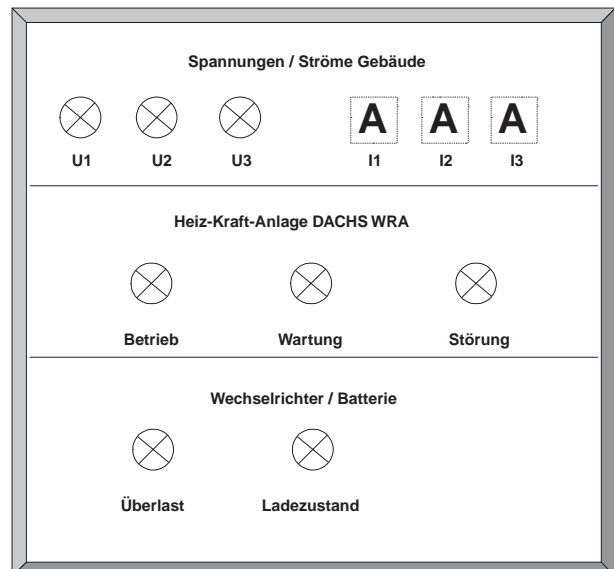 Spannungen / Ströme Gebäude
A A A
U1 U2 U3 I1 I2 I3
Heiz-Kraft-Anlage DACHS WRA
Betrieb Wartung Störung
Wechselrichter / Batterie
Überlast Ladezustand